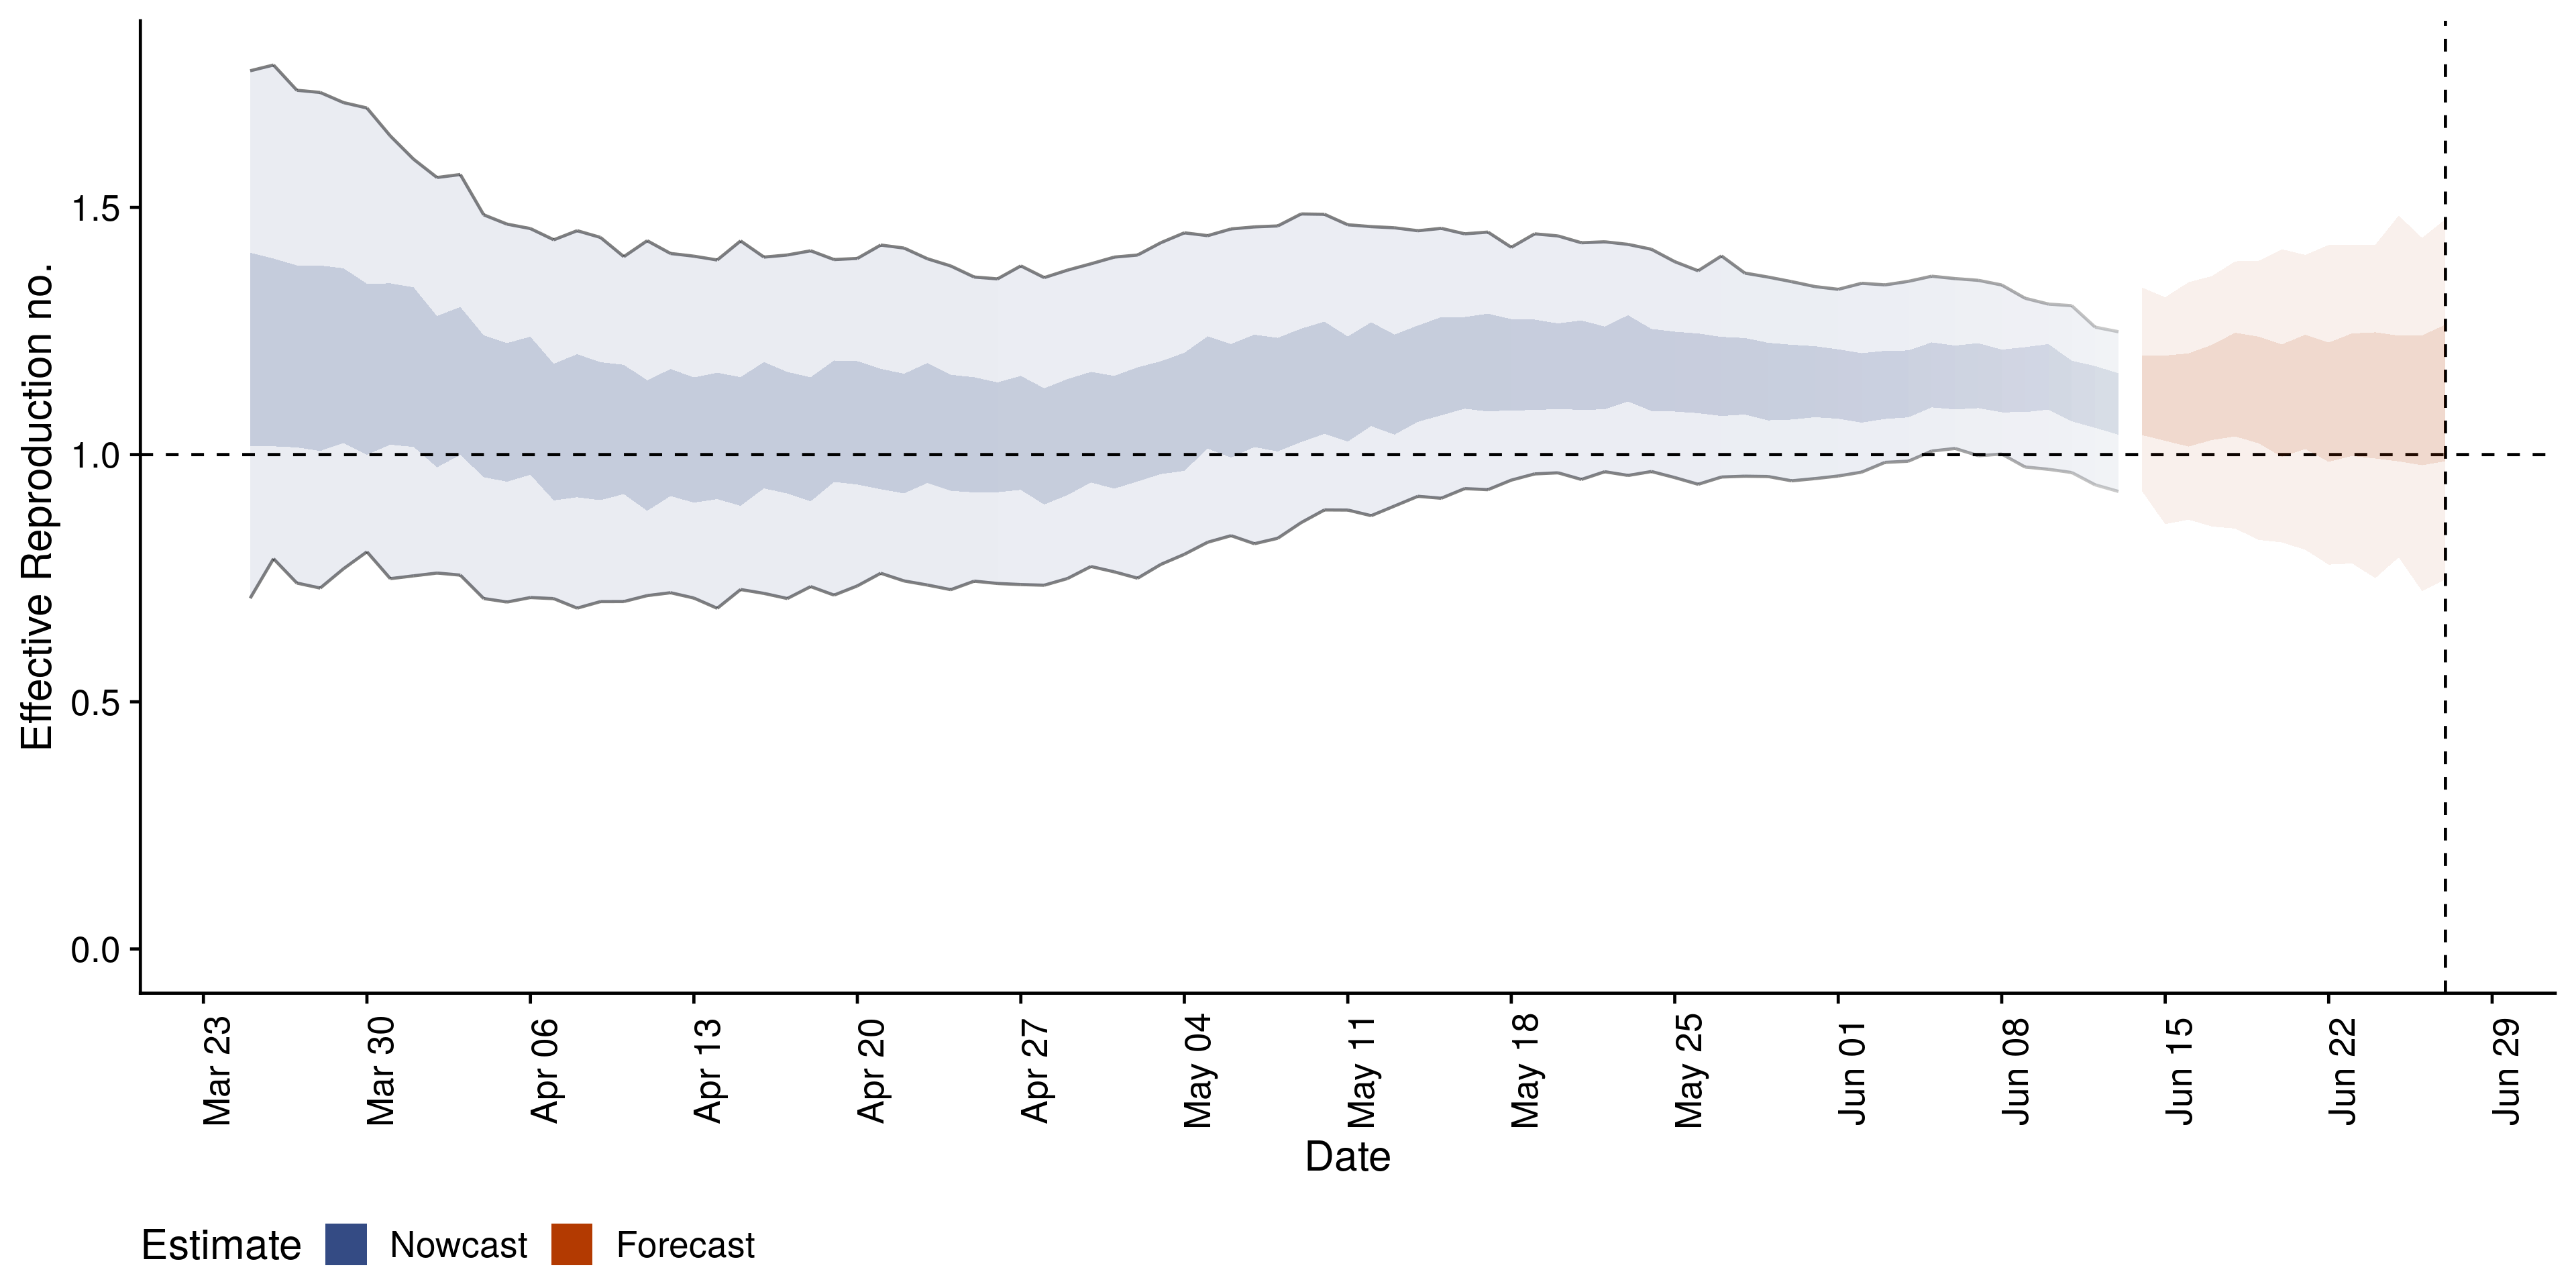 Effective Reproduction no.
1.5
1.0
0.5
0.0
Mar 23
Mar 30
Apr 06
Apr 13
Apr 20
Apr 27
May 04
May 11
May 18
May 25
Jun 01
Jun 08
Jun 15
Jun 22
Jun 29
Date
Estimate Nowcast Forecast